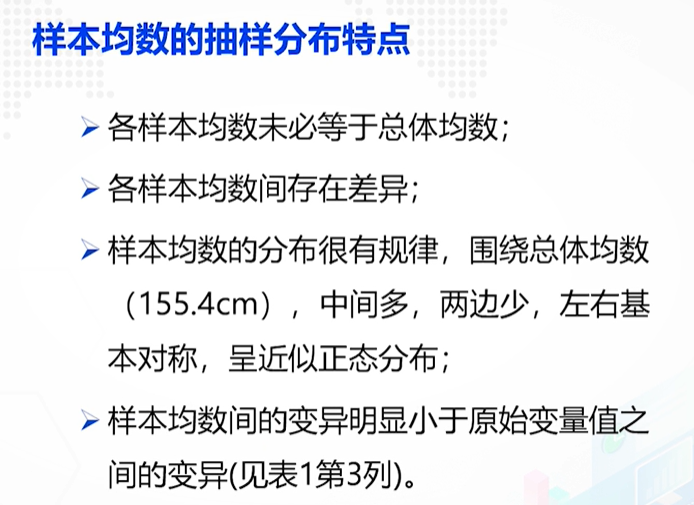 样本均数的抽样分布特点
各样本均数未必等于总体均数；
各样本均数间存在差异；
样本均数的分布很有规律，围绕总体均数
（155.4cm），中间多，两边少，左右基
本对称，呈近似正态分布；
样本均数间的变异明显小于原始变量值之
间的变异(见表1第3列)。